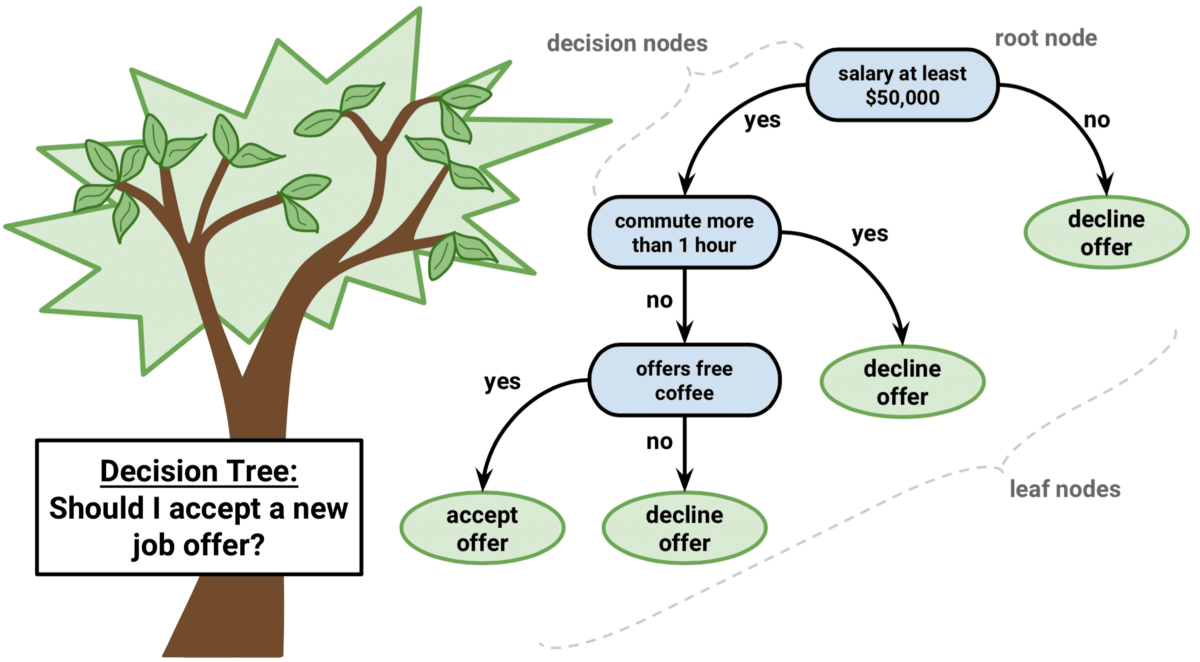 decision nodes
root node
salary at least
$50,000
yes
no
commute more
than 1 hour
decline
offer
yes
no
offers free
coffee
decline
offer
yes
no
leaf nodes
accept
offer
decline
offer
Decision Tree:
Should I accept a new
job offer?